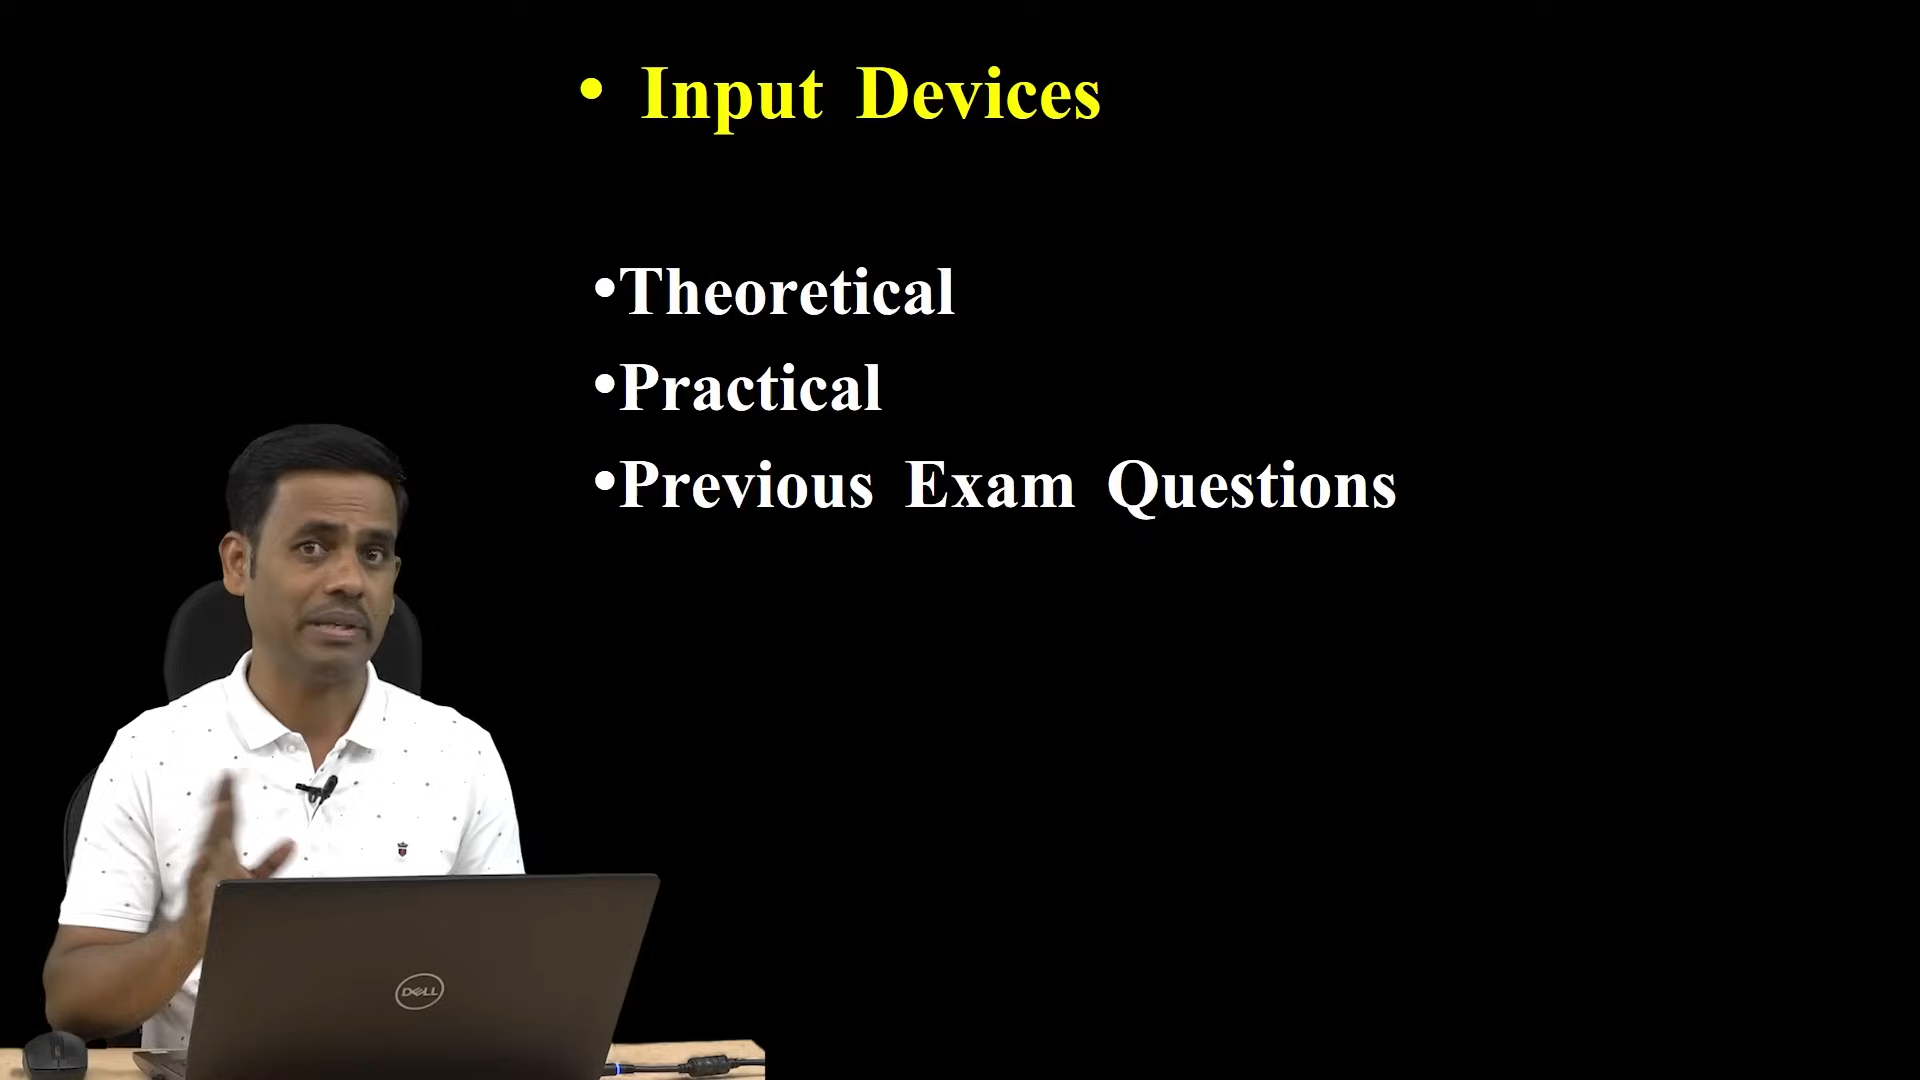 • Input Devices
•Theoretical
•Practical
•Previous Exam Questions
DELL